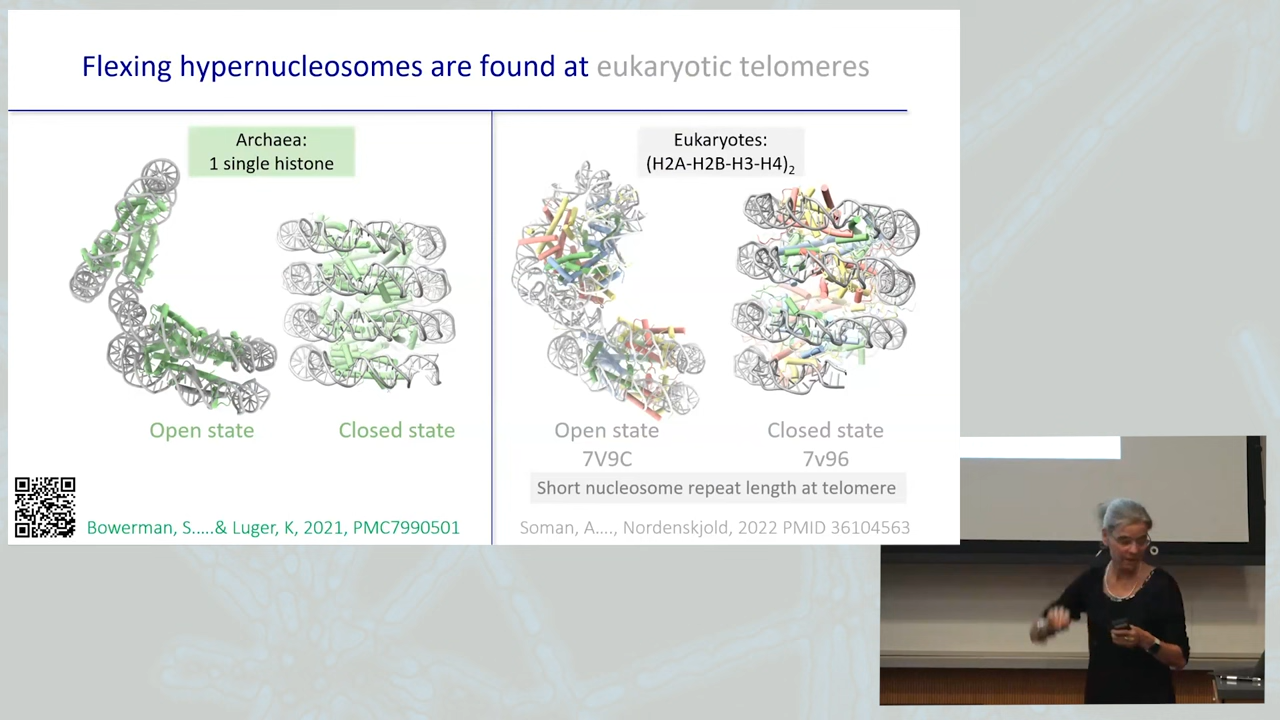 Flexing hypernucleosomes are found at eukaryotic telomeres
Archaea:
1 single histone
Eukaryotes:
(H2A-H2B-H3-H4)2
Open state
Closed state
Open state
7V9C
Closed state
7v96
Short nucleosome repeat length at telomere
Bowerman, S.....& Luger, K, 2021, PMC7990501
Soman, A...., Nordenskjold, 2022 PMID 36104563